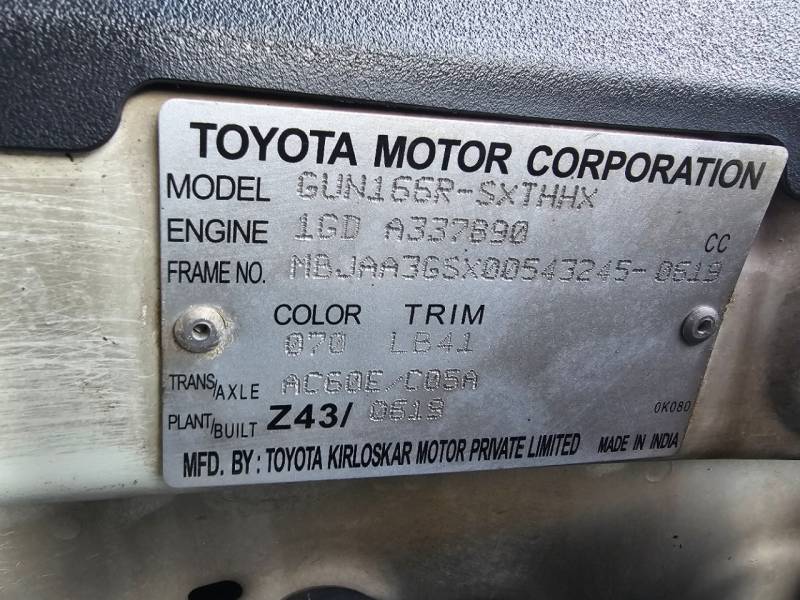 TOYOTA MOTOR CORPORATION
MODEL GUN166R-SXTHHX
ENGINE 1GD A337890 CC
FRAME NO. MBJAA3GSX00543245-0619
COLOR TRIM
070 LB41
TRANS/AXLE AC60E/C05A
PLANT/BUILT Z43/ 0619
0K080
MFD. BY : TOYOTA KIRLOSKAR MOTOR PRIVATE LIMITED MADE IN INDIA